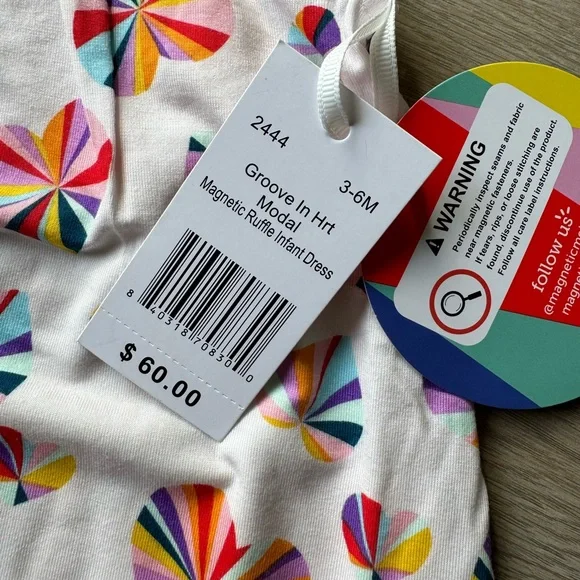 2444
3-6M
Groove In Hrt
Modal
Magnetic Ruffle Infant Dress
8 40318 70830 0
$ 60.00
WARNING
Periodically inspect seams and fabric
near magnetic fasteners.
If tears, rips, or loose stitching are
found, discontinue use of the product.
Follow all care label instructions.
follow us